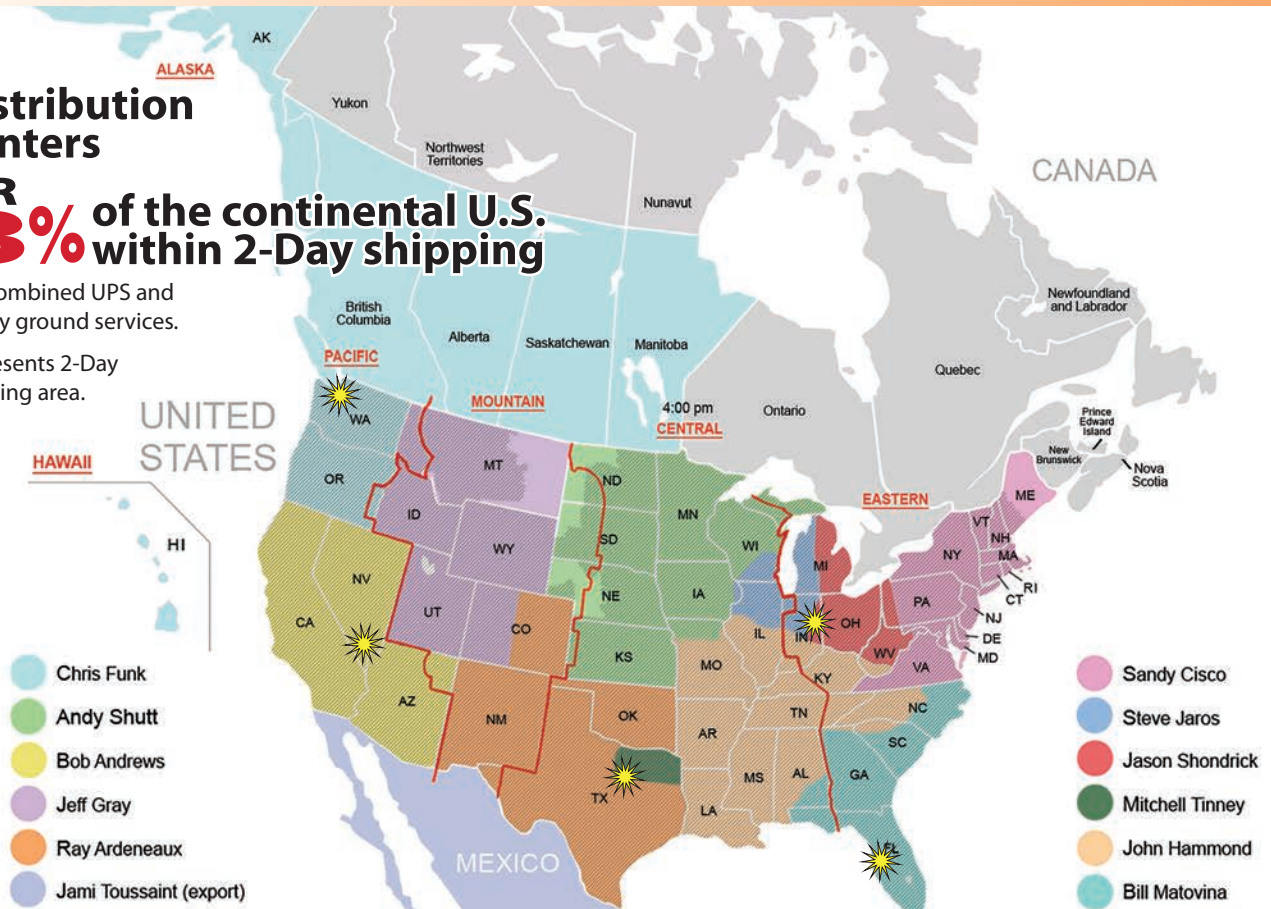 AK
ALASKA
stribution
nters
R
3%
of the continental U.S.
within 2-Day shipping
ombined UPS and
y ground services.
esents 2-Day
ing area.
Yukon
Northwest
Territories
Nunavut
CANADA
British
Columbia
Alberta
Saskatchewan
Manitoba
Ontario
Quebec
Newfoundland
and Labrador
Prince
Edward
Island
New
Brunswick
Nova
Scotia
PACIFIC
MOUNTAIN
4:00 pm
CENTRAL
EASTERN
UNITED
STATES
HAWAII
HI
WA
OR
MT
ID
WY
NV
UT
CO
CA
AZ
NM
ND
SD
NE
KS
OK
TX
MN
WI
IA
IL
MO
AR
LA
MS
AL
TN
KY
IN
MI
OH
WV
VA
NC
SC
GA
FL
PA
NY
VT
NH
ME
MA
RI
CT
NJ
DE
MD
MEXICO
Chris Funk
Andy Shutt
Bob Andrews
Jeff Gray
Ray Ardeneaux
Jami Toussaint (export)
Sandy Cisco
Steve Jaros
Jason Shondrick
Mitchell Tinney
John Hammond
Bill Matovina